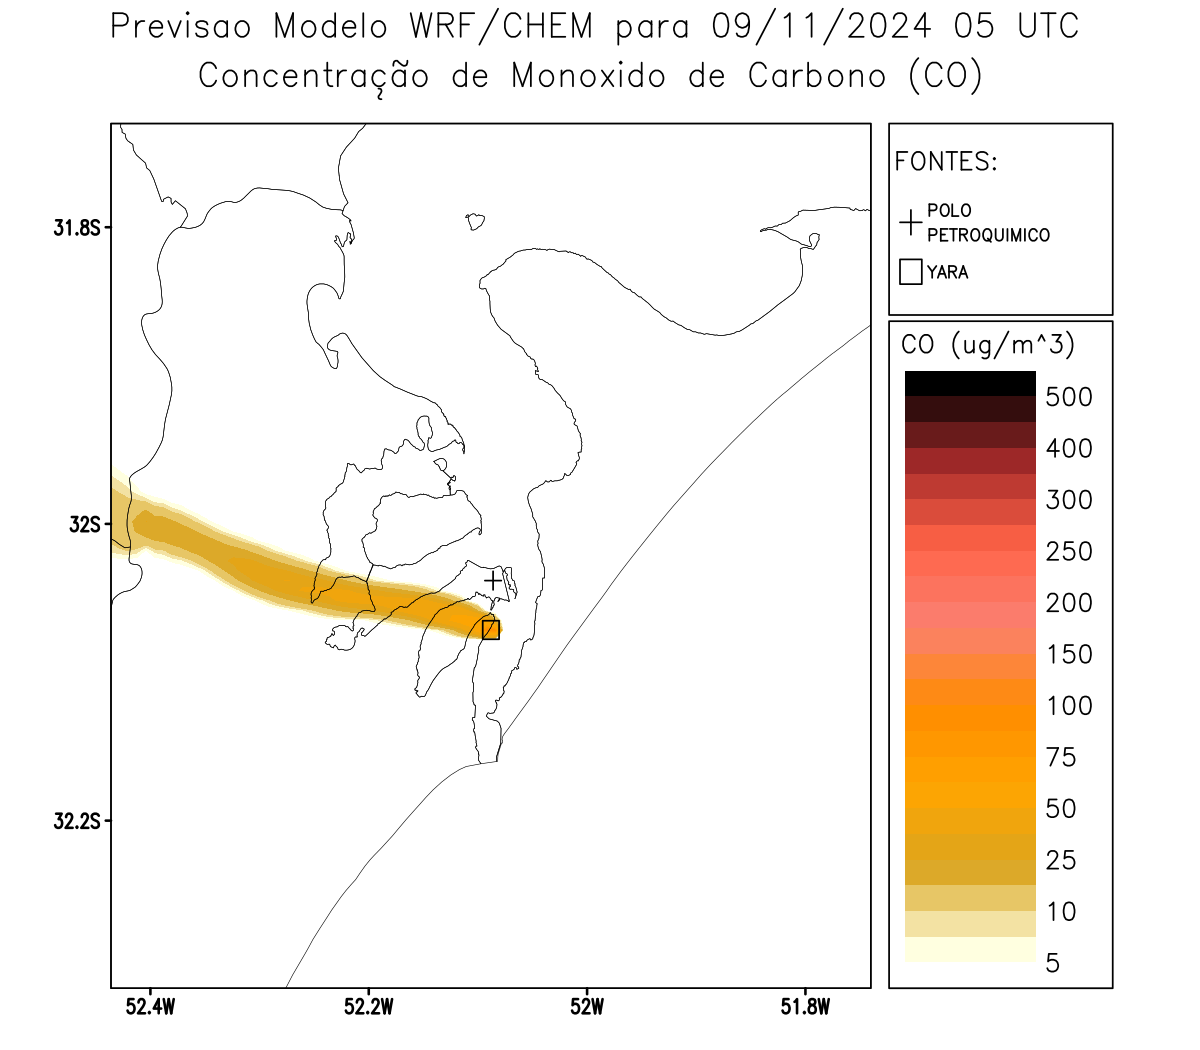 Previsao Modelo WRF/CHEM para 09/11/2024 05 UTC
Concentração de Monoxido de Carbono (CO)
FONTES:
POLO
PETROQUIMICO
YARA
CO (ug/m^3)
500
400
300
250
200
150
100
75
50
25
10
5
31.8S
32S
32.2S
52.4W
52.2W
52W
51.8W